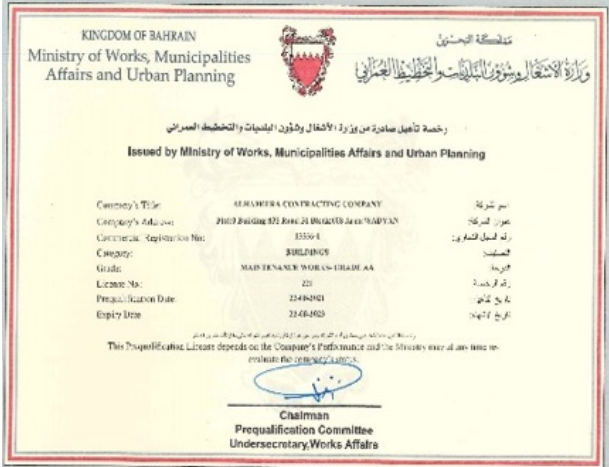 KINGDOM OF BAHRAIN
Ministry of Works, Municipalities
Affairs and Urban Planning
مملكة البحرين
وزارة الأشغال وشؤون البلديات والتخطيط العمراني
رخصة تأهيل صادرة من وزارة الأشغال وشؤون البلديات والتخطيط العمراني
Issued by Ministry of Works, Municipalities Affairs and Urban Planning
Company's Title: CONTRACTING COMPANY اسم الشركة:
Company's Address: Building Road WADYAN عنوان الشركة:
Commercial Registration No: رقم السجل التجاري:
Category: BUILDINGS
Grade: MAINTENANCE WORKS- GRADE AA الدرجة:
License No.: 221 رقم الرخصة
Prequalification Date: تاريخ التأهيل:
Expiry Date تاريخ الانتهاء:
This Prequalification License depends on the Company's Performance and the Ministry may at any time re-
evaluate the company's status.
Chairman
Prequalification Committee
Undersecretary,Works Affairs